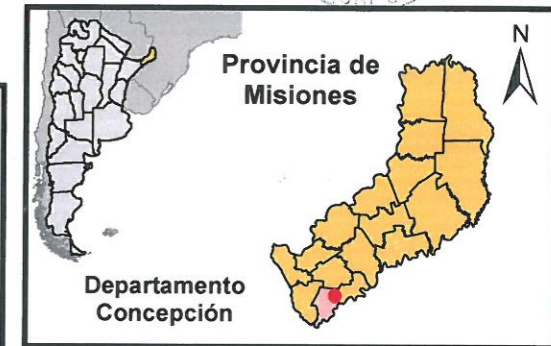 Provincia de
Misiones
N
Departamento
Concepción